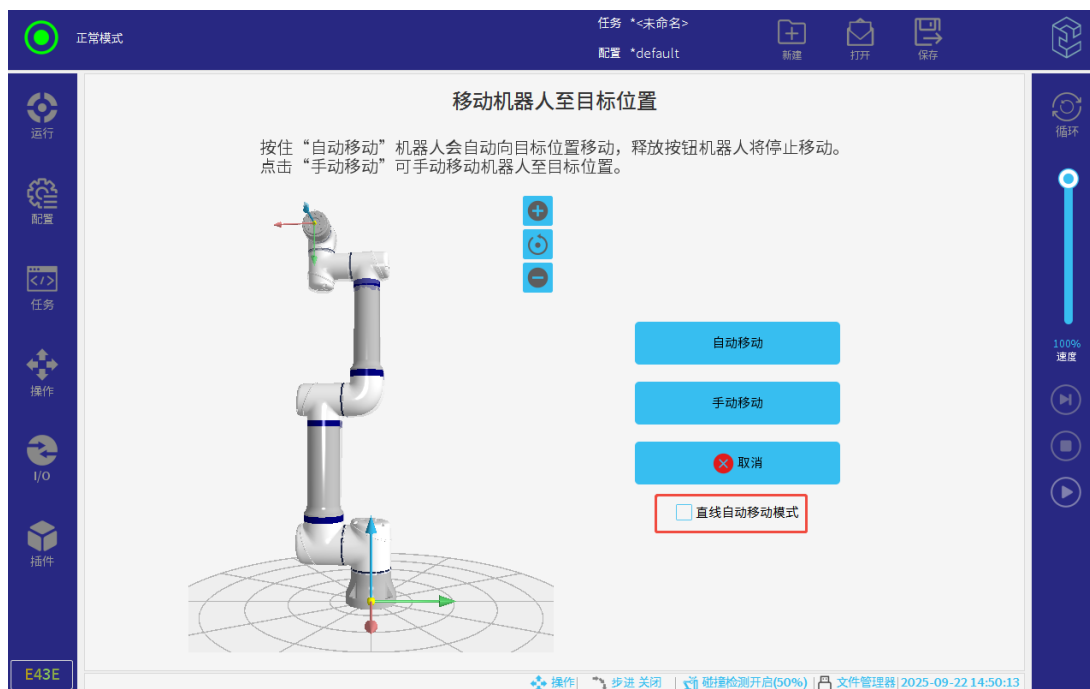 正常模式
任务 *<未命名>
配置 *default
新建
打开
保存
运行
配置
任务
操作
I/O
插件
E43E
移动机器人至目标位置
按住“自动移动”机器人会自动向目标位置移动，释放按钮机器人将停止移动。
点击“手动移动”可手动移动机器人至目标位置。
自动移动
手动移动
取消
直线自动移动模式
循环
100%
速度
操作| 步进 关闭 | 碰撞检测开启(50%) | 文件管理器|2025-09-22 14:50:13